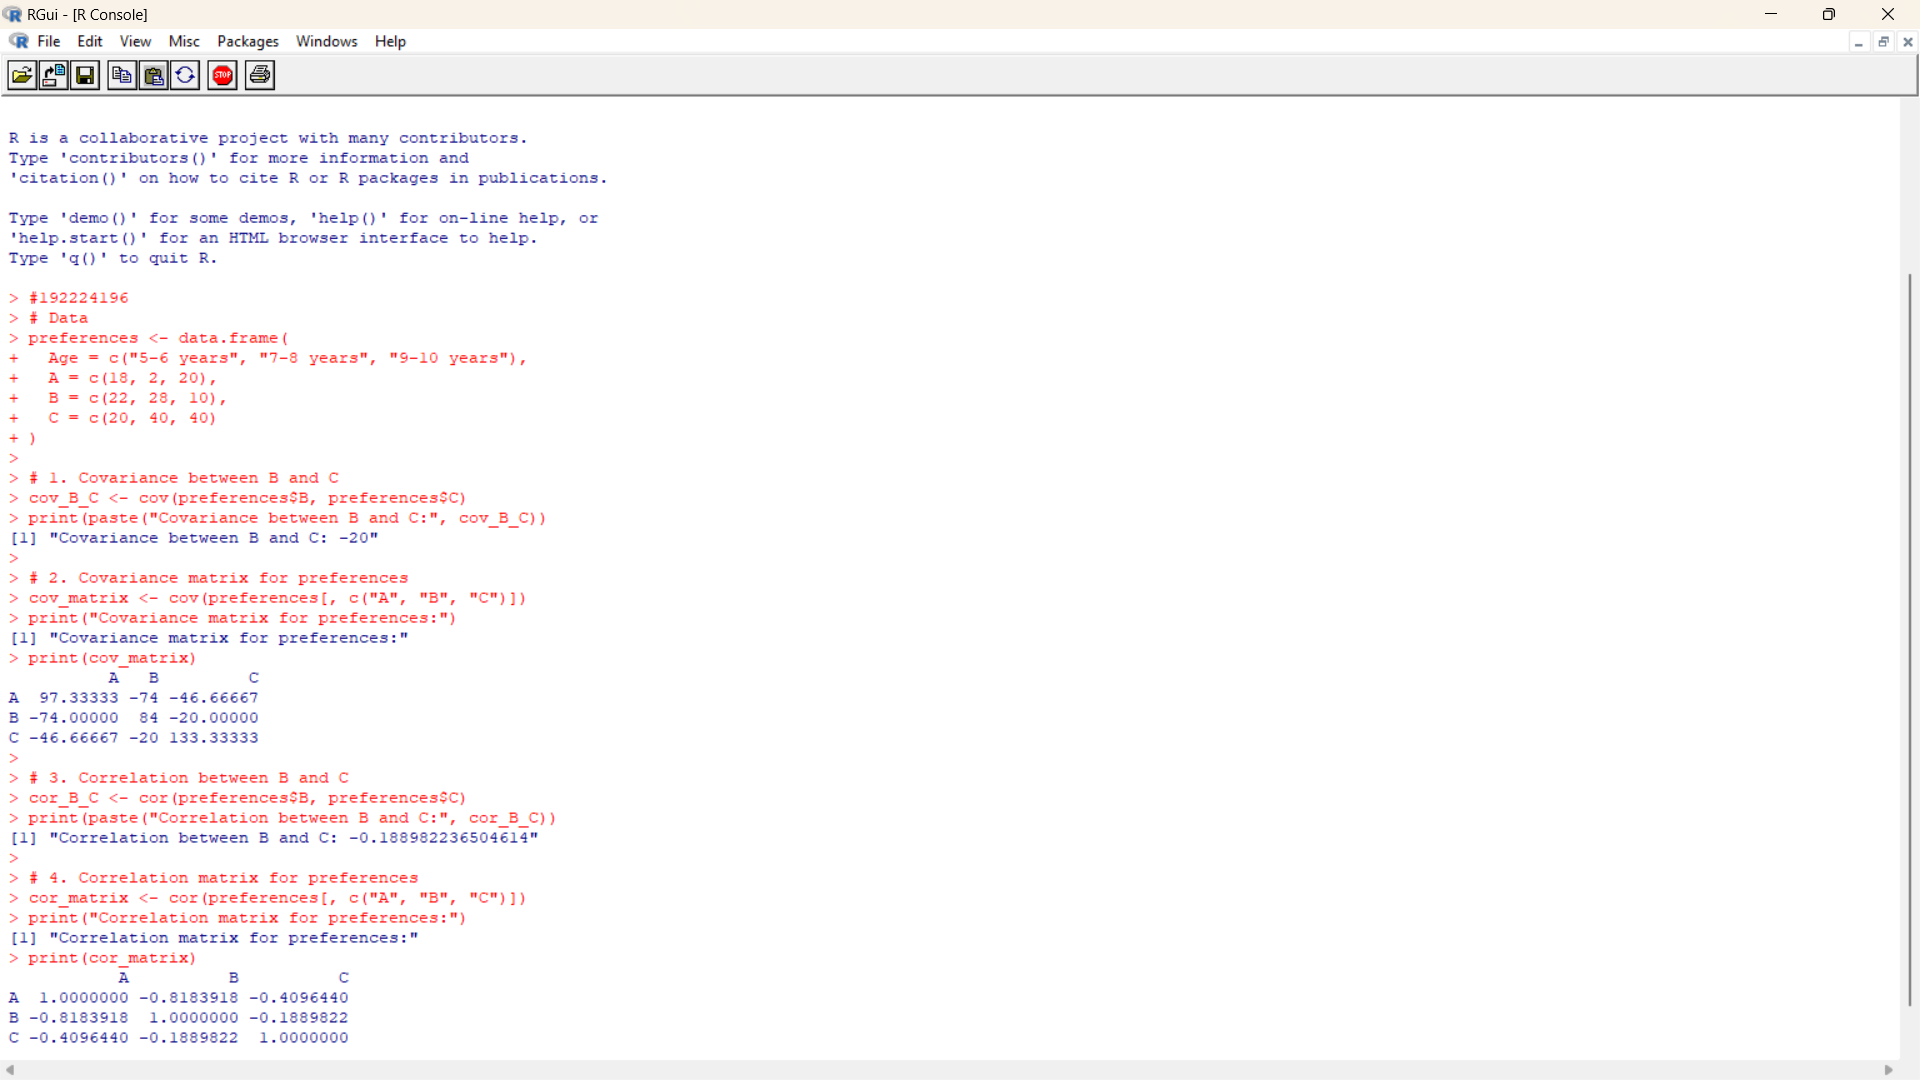 RGui - [R Console]
File Edit View Misc Packages Windows Help
STOP
R is a collaborative project with many contributors.
Type 'contributors()' for more information and
'citation()' on how to cite R or R packages in publications.
Type 'demo()' for some demos, 'help()' for on-line help, or
'help.start()' for an HTML browser interface to help.
Type 'q()' to quit R.
> #192224196
> # Data
> preferences <- data.frame(
+   Age = c("5-6 years", "7-8 years", "9-10 years"),
+   A = c(18, 2, 20),
+   B = c(22, 28, 10),
+   C = c(20, 40, 40)
+ )
>
> # 1. Covariance between B and C
> cov_B_C <- cov(preferences$B, preferences$C)
> print(paste("Covariance between B and C:", cov_B_C))
[1] "Covariance between B and C: -20"
>
> # 2. Covariance matrix for preferences
> cov_matrix <- cov(preferences[, c("A", "B", "C")])
> print("Covariance matrix for preferences:")
[1] "Covariance matrix for preferences:"
> print(cov_matrix)
          A   B         C
A  97.33333 -74 -46.66667
B -74.00000  84 -20.00000
C -46.66667 -20 133.33333
>
> # 3. Correlation between B and C
> cor_B_C <- cor(preferences$B, preferences$C)
> print(paste("Correlation between B and C:", cor_B_C))
[1] "Correlation between B and C: -0.188982236504614"
>
> # 4. Correlation matrix for preferences
> cor_matrix <- cor(preferences[, c("A", "B", "C")])
> print("Correlation matrix for preferences:")
[1] "Correlation matrix for preferences:"
> print(cor_matrix)
           A          B          C
A  1.0000000 -0.8183918 -0.4096440
B -0.8183918  1.0000000 -0.1889822
C -0.4096440 -0.1889822  1.0000000